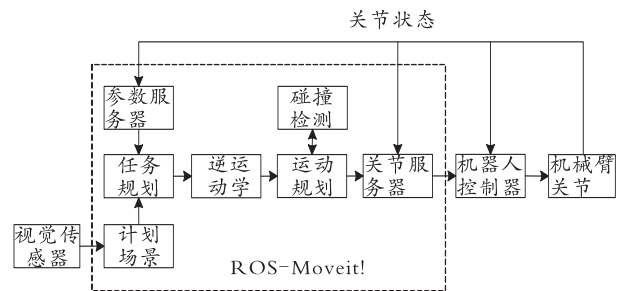 关节状态
参数服
务器
碰撞
检测
任务
规划
逆运
动学
运动
规划
关节服
务器
机器人
控制器
机械臂
关节
视觉传
感器
计划
场景
ROS-Moveit!